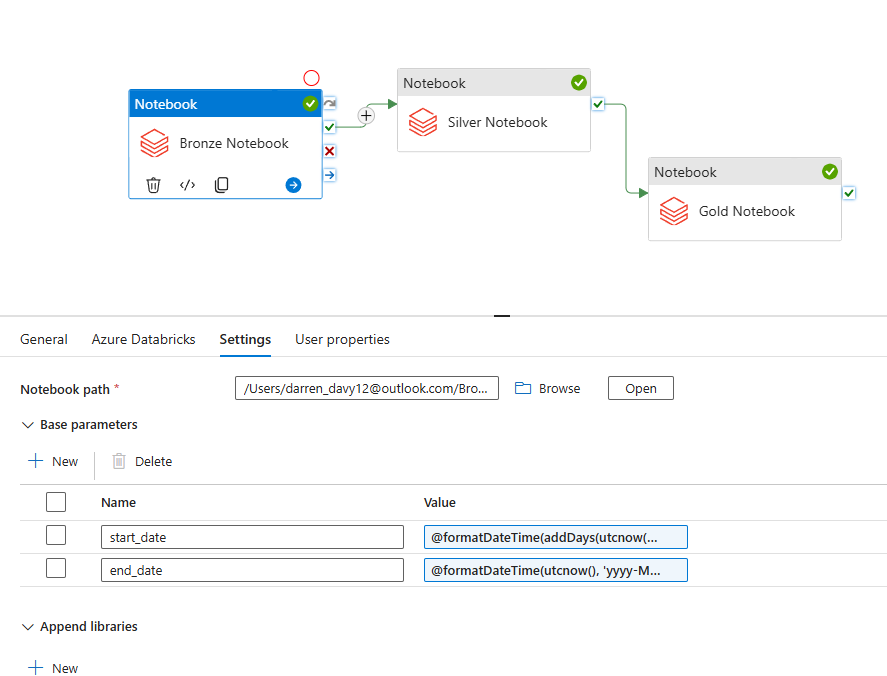 Notebook
Bronze Notebook
Notebook
Silver Notebook
Notebook
Gold Notebook
General Azure Databricks Settings User properties
Notebook path * /Users/darren_davy12@outlook.com/Bro... Browse Open
Base parameters
New Delete
Name Value
start_date @formatDateTime(addDays(utcnow(...
end_date @formatDateTime(utcnow(), 'yyyy-M...
Append libraries
New